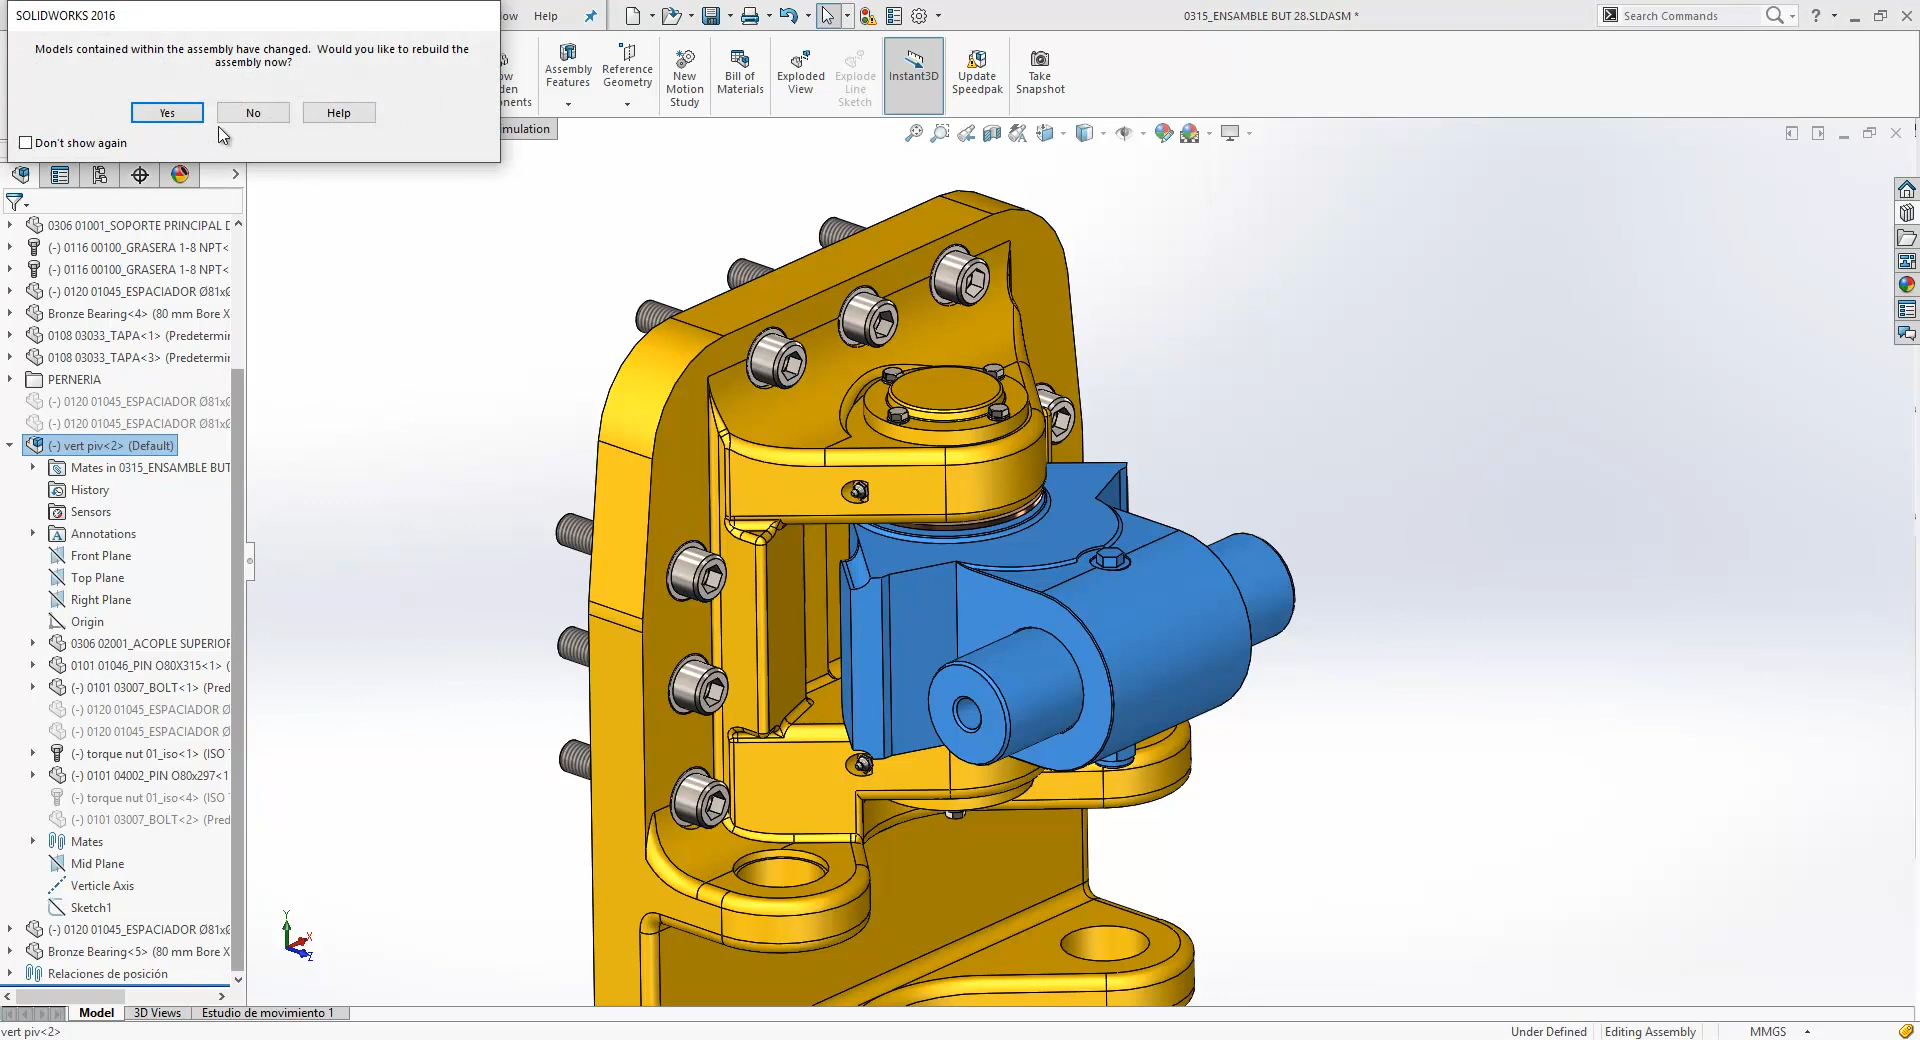 SOLIDWORKS 2016
Models contained within the assembly have changed. Would you like to rebuild the
assembly now?
Yes
No
Help
Don't show again
Help
0315_ENSAMBLE BUT 28.SLDASM *
Search Commands
Assembly
Features
Reference
Geometry
New
Motion
Study
Bill of
Materials
Exploded
View
Explode
Line
Sketch
Instant3D
Update
Speedpak
Take
Snapshot
0306 01001_SOPORTE PRINCIPAL
(-) 0116 00100_GRASERA 1-8 NPT<
(-) 0116 00100_GRASERA 1-8 NPT<
(-) 0120 01045_ESPACIADOR Ø81x
Bronze Bearing<4> (80 mm Bore X
0108 03033_TAPA<1> (Predetermi
0108 03033_TAPA<3> (Predetermi
PERNERIA
(-) 0120 01045_ESPACIADOR Ø81x
(-) 0120 01045_ESPACIADOR Ø81x
(-) vert piv<2> (Default)
Mates in 0315_ENSAMBLE BUT
History
Sensors
Annotations
Front Plane
Top Plane
Right Plane
Origin
0306 02001_ACOPLE SUPERIOR
0101 01046_PIN O80X315<1> (
(-) 0101 03007_BOLT<1> (Pred
(-) 0120 01045_ESPACIADOR Ø
(-) 0120 01045_ESPACIADOR Ø
(-) torque nut 01_iso<1> (ISO
(-) 0101 04002_PIN O80x297<1
(-) torque nut 01_iso<4> (ISO
(-) 0101 03007_BOLT<2> (Pred
Mates
Mid Plane
Verticle Axis
Sketch1
(-) 0120 01045_ESPACIADOR Ø81x
Bronze Bearing<5> (80 mm Bore X
Relaciones de posición
Y
X
Z
Model
3D Views
Estudio de movimiento 1
vert piv<2>
Under Defined
Editing Assembly
MMGS